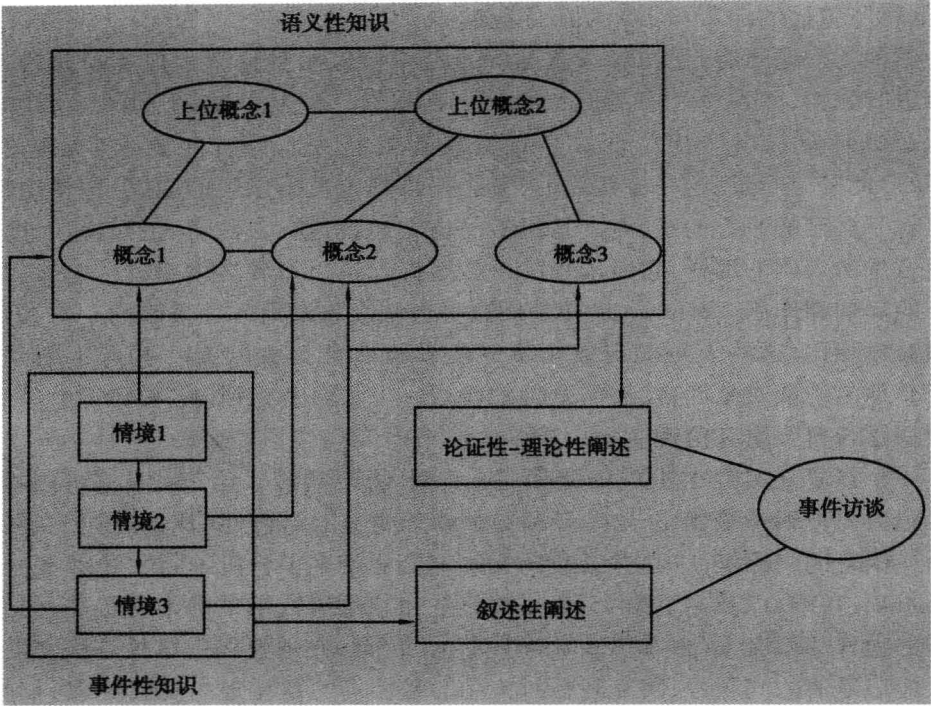 语义性知识
上位概念1
上位概念2
概念1
概念2
概念3
情境1
情境2
情境3
事件性知识
论证性-理论性阐述
叙述性阐述
事件访谈